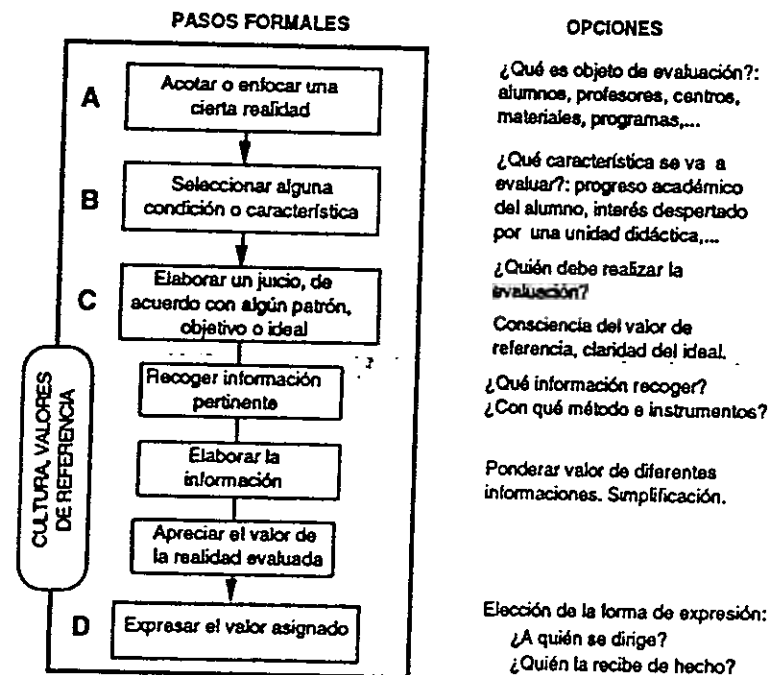 PASOS FORMALES
OPCIONES
A
Acotar o enfocar una
cierta realidad
¿Qué es objeto de evaluación?:
alumnos, profesores, centros,
materiales, programas,...
B
Seleccionar alguna
condición o característica
¿Qué característica se va a
evaluar?: progreso académico
del alumno, interés despertado
por una unidad didáctica,...
C
Elaborar un juicio, de
acuerdo con algún patrón,
objetivo o ideal
¿Quién debe realizar la
evaluación?
Consciencia del valor de
referencia, claridad del ideal.
Recoger información
pertinente
¿Qué información recoger?
¿Con qué método e instrumentos?
CULTURA, VALORES
DE REFERENCIA
Elaborar la
información
Ponderar valor de diferentes
informaciones. Simplificación.
Apreciar el valor de
la realidad evaluada
D
Expresar el valor asignado
Elección de la forma de expresión:
¿A quién se dirige?
¿Quién la recibe de hecho?